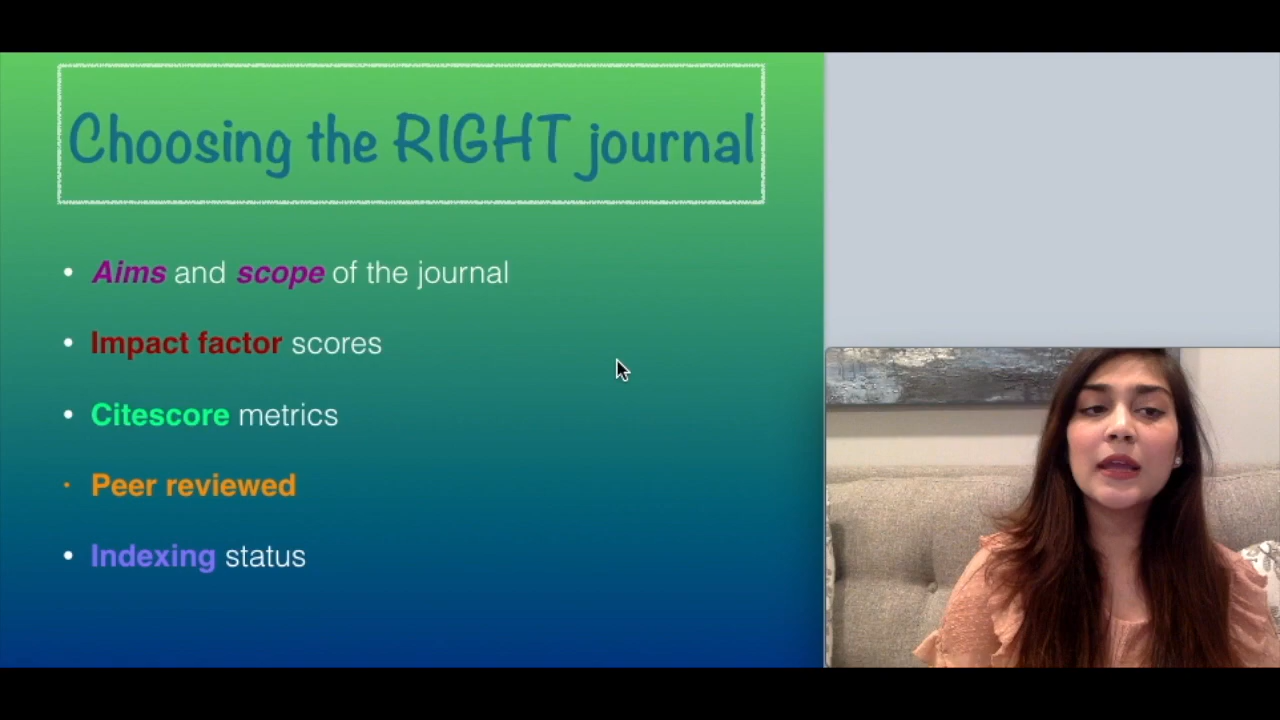 Choosing the RIGHT journal
• Aims and scope of the journal
• Impact factor scores
• Citescore metrics
• Peer reviewed
• Indexing status